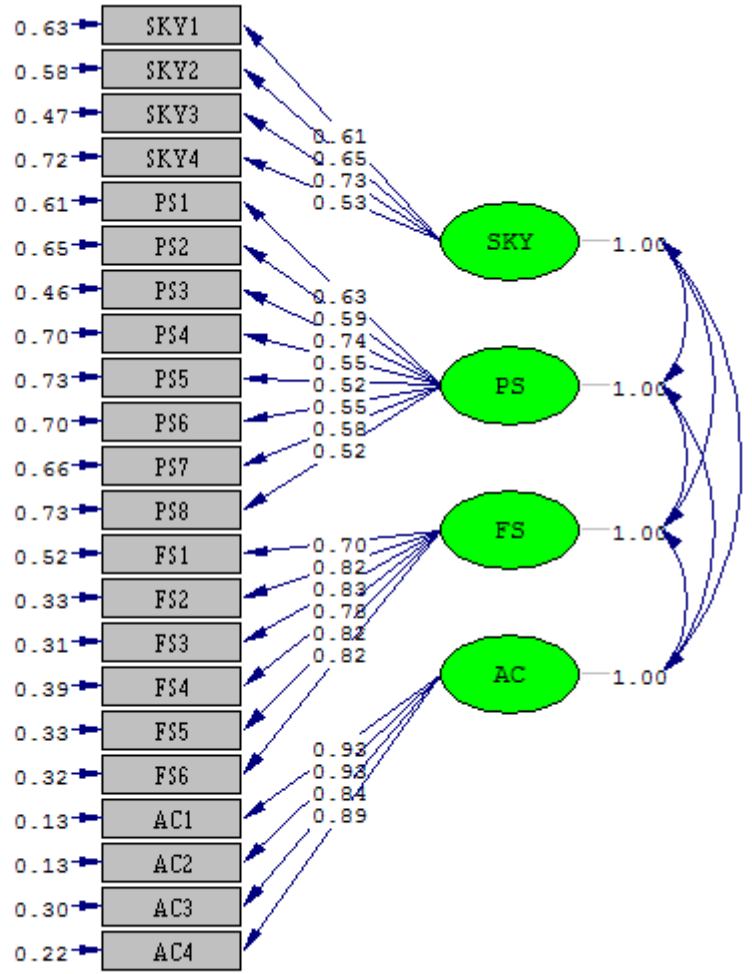 0.63 SKY1
0.58 SKY2
0.47 SKY3
0.72 SKY4
0.61 PS1
0.65 PS2
0.46 PS3
0.70 PS4
0.73 PS5
0.70 PS6
0.66 PS7
0.73 PS8
0.52 FS1
0.33 FS2
0.31 FS3
0.39 FS4
0.33 FS5
0.32 FS6
0.13 AC1
0.13 AC2
0.30 AC3
0.22 AC4
0.61
0.65
0.73
0.53
0.63
0.59
0.74
0.55
0.52
0.55
0.58
0.52
0.70
0.82
0.83
0.78
0.82
0.82
0.93
0.93
0.84
0.89
SKY 1.00
PS 1.00
FS 1.00
AC 1.00